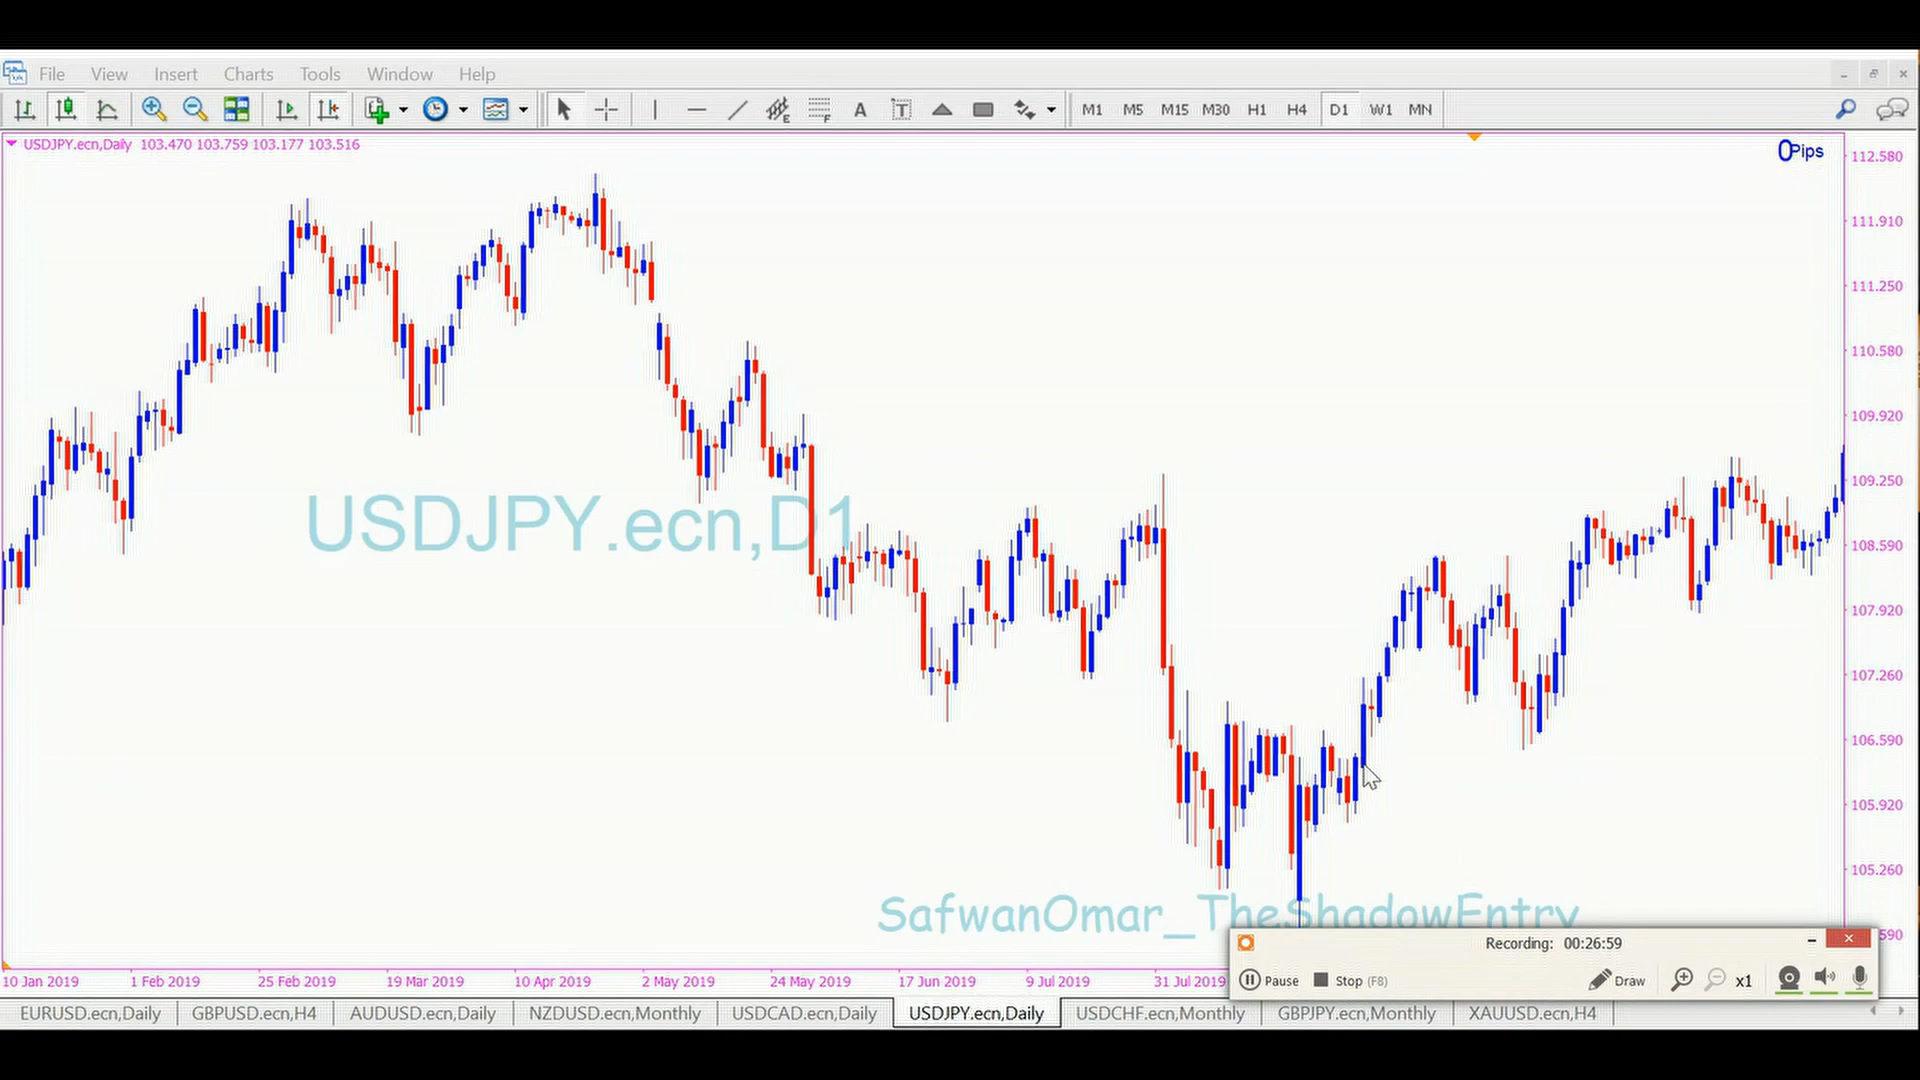 File View Insert Charts Tools Window Help
A T E F M1 M5 M15 M30 H1 H4 D1 W1 MN
USDJPY.ecn,Daily 103.470 103.759 103.177 103.516
0Pips
112.580
111.910
111.250
110.580
109.920
109.250
108.590
107.920
107.260
106.590
105.920
105.260
590
USDJPY.ecn,D1
SafwanOmar_TheShadowEntry
Recording: 00:26:59
Pause Stop (F8) Draw x1
10 Jan 2019 1 Feb 2019 25 Feb 2019 19 Mar 2019 10 Apr 2019 2 May 2019 24 May 2019 17 Jun 2019 9 Jul 2019 31 Jul 2019
EURUSD.ecn,Daily GBPUSD.ecn,H4 AUDUSD.ecn,Daily NZDUSD.ecn,Monthly USDCAD.ecn,Daily USDJPY.ecn,Daily USDCHF.ecn,Monthly GBPJPY.ecn,Monthly XAUUSD.ecn,H4